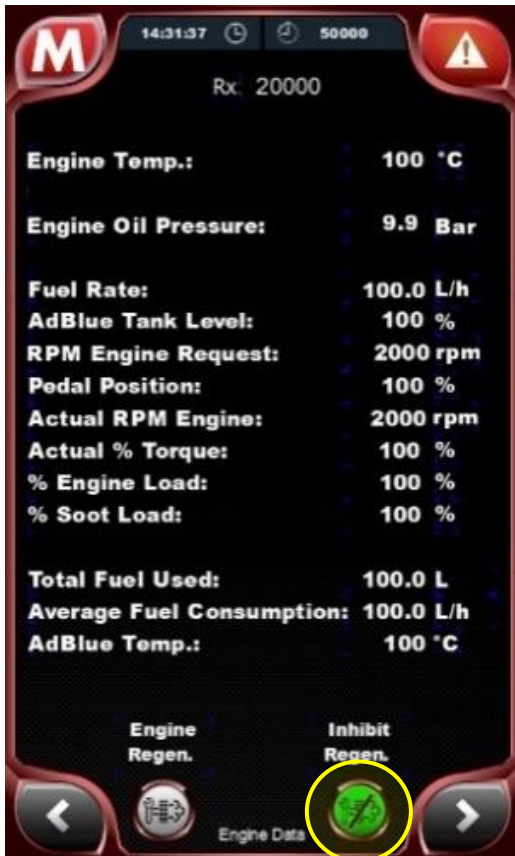 M
14:31:37 50000
Rx: 20000
Engine Temp.: 100 °C
Engine Oil Pressure: 9.9 Bar
Fuel Rate: 100.0 L/h
AdBlue Tank Level: 100 %
RPM Engine Request: 2000 rpm
Pedal Position: 100 %
Actual RPM Engine: 2000 rpm
Actual % Torque: 100 %
% Engine Load: 100 %
% Soot Load: 100 %
Total Fuel Used: 100.0 L
Average Fuel Consumption: 100.0 L/h
AdBlue Temp.: 100 °C
Engine Regen.
Inhibit Regen.
Engine Data